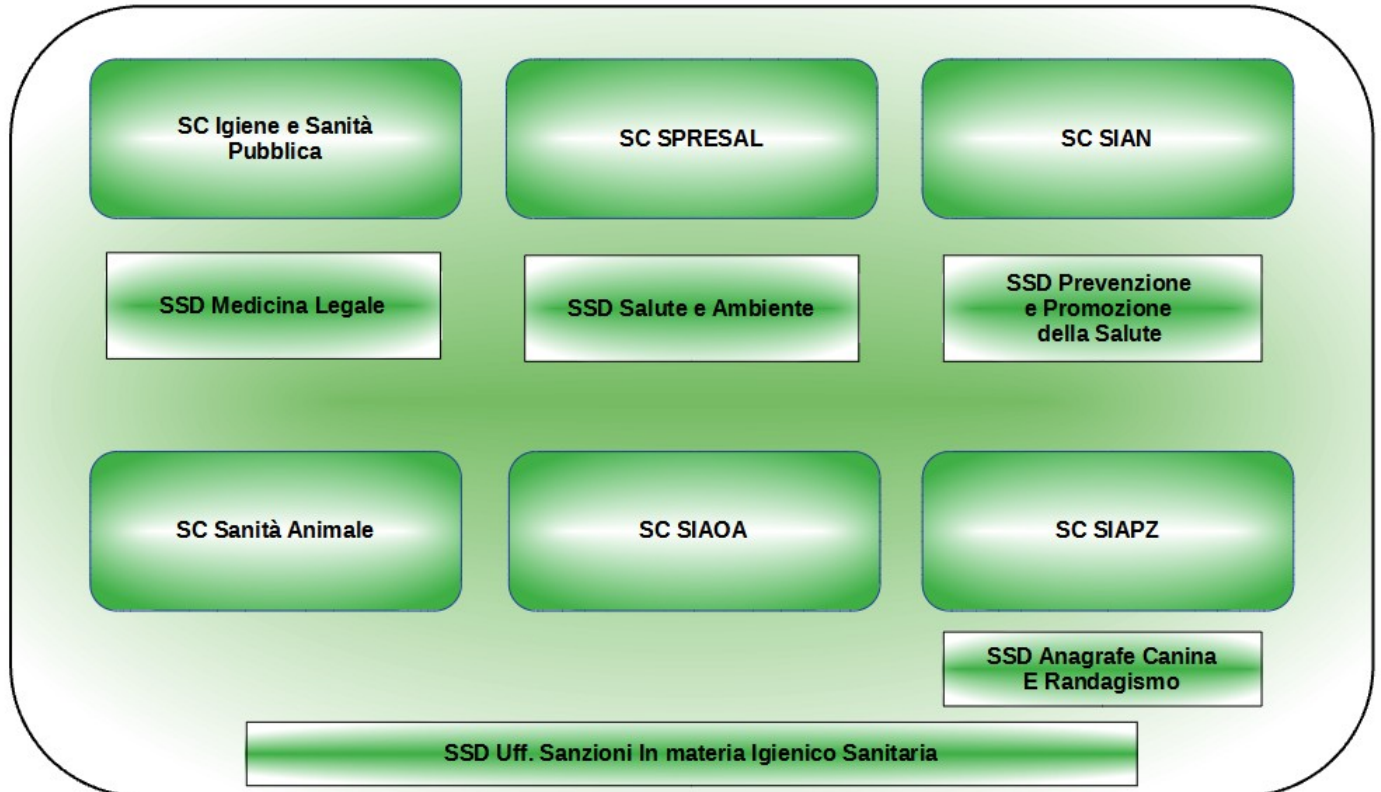 SC Igiene e Sanità
Pubblica
SC SPRESAL
SC SIAN
SSD Medicina Legale
SSD Salute e Ambiente
SSD Prevenzione
e Promozione
della Salute
SC Sanità Animale
SC SIAOA
SC SIAPZ
SSD Anagrafe Canina
E Randagismo
SSD Uff. Sanzioni In materia Igienico Sanitaria